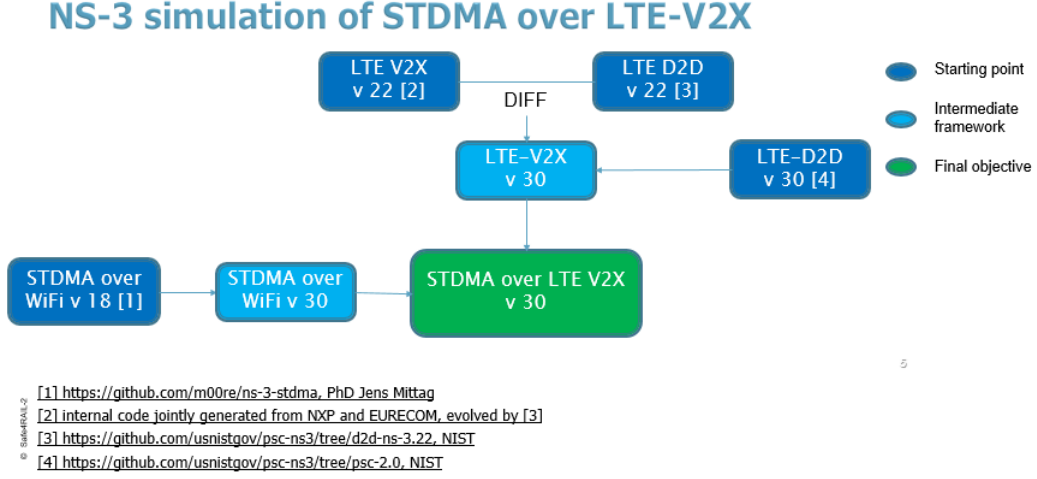 NS-3 simulation of STDMA over LTE-V2X
LTE V2X
v 22 [2]
LTE D2D
v 22 [3]
DIFF
Starting point
Intermediate
framework
Final objective
LTE-V2X
v 30
LTE-D2D
v 30 [4]
STDMA over
WiFi v 18 [1]
STDMA over
WiFi v 30
STDMA over LTE V2X
v 30
5
© Safe4RAIL-2
[1] https://github.com/m00re/ns-3-stdma, PhD Jens Mittag
[2] internal code jointly generated from NXP and EURECOM, evolved by [3]
[3] https://github.com/usnistgov/psc-ns3/tree/d2d-ns-3.22, NIST
[4] https://github.com/usnistgov/psc-ns3/tree/psc-2.0, NIST